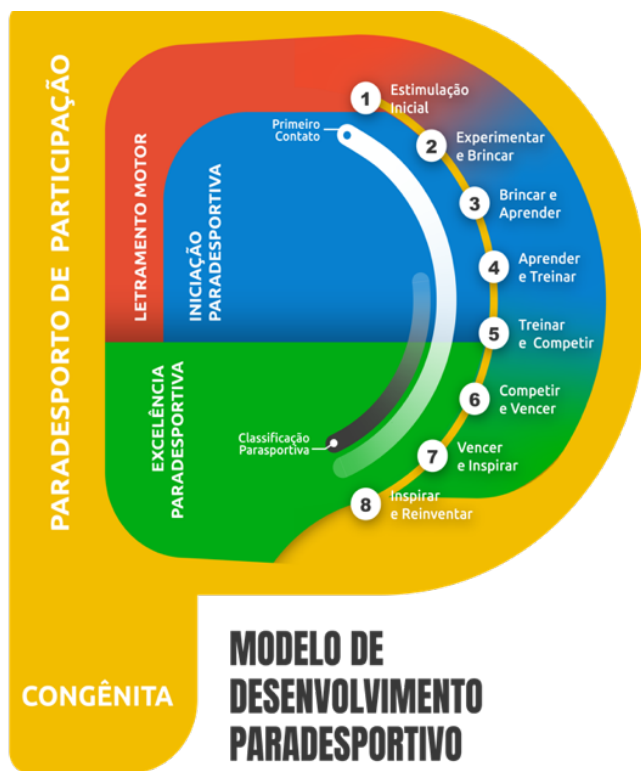 PARADESPORTO DE PARTICIPAÇÃO
LETRAMENTO MOTOR
INICIAÇÃO
PARADESPORTIVA
EXCELÊNCIA
PARADESPORTIVA
Primeiro
Contato
Classificação
Parasportiva
1 Estimulação
Inicial
2 Experimentar
e Brincar
3 Brincar e
Aprender
4 Aprender
e Treinar
5 Treinar
e Competir
6 Competir
e Vencer
7 Vencer
e Inspirar
8 Inspirar
e Reinventar
CONGÊNITA
MODELO DE
DESENVOLVIMENTO
PARADESPORTIVO